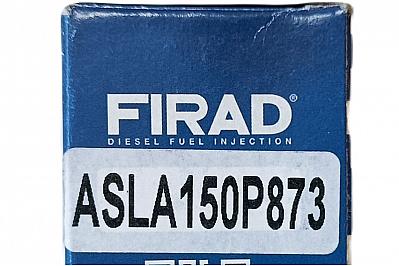 FIRAD®
DIESEL FUEL INJECTION
ASLA150P873